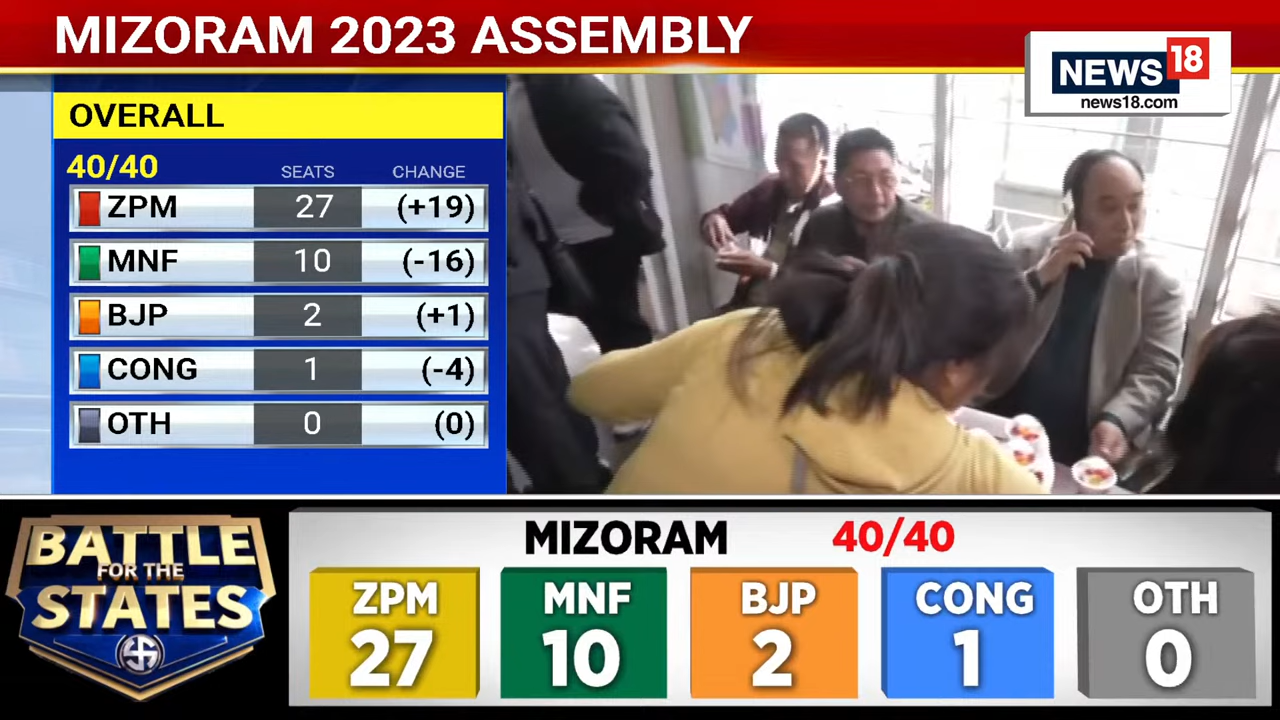 MIZORAM 2023 ASSEMBLY
NEWS 18
news18.com
OVERALL
40/40 SEATS CHANGE
ZPM 27 (+19)
MNF 10 (-16)
BJP 2 (+1)
CONG 1 (-4)
OTH 0 (0)
BATTLE
FOR THE
STATES
MIZORAM 40/40
ZPM MNF BJP CONG OTH
27 10 2 1 0